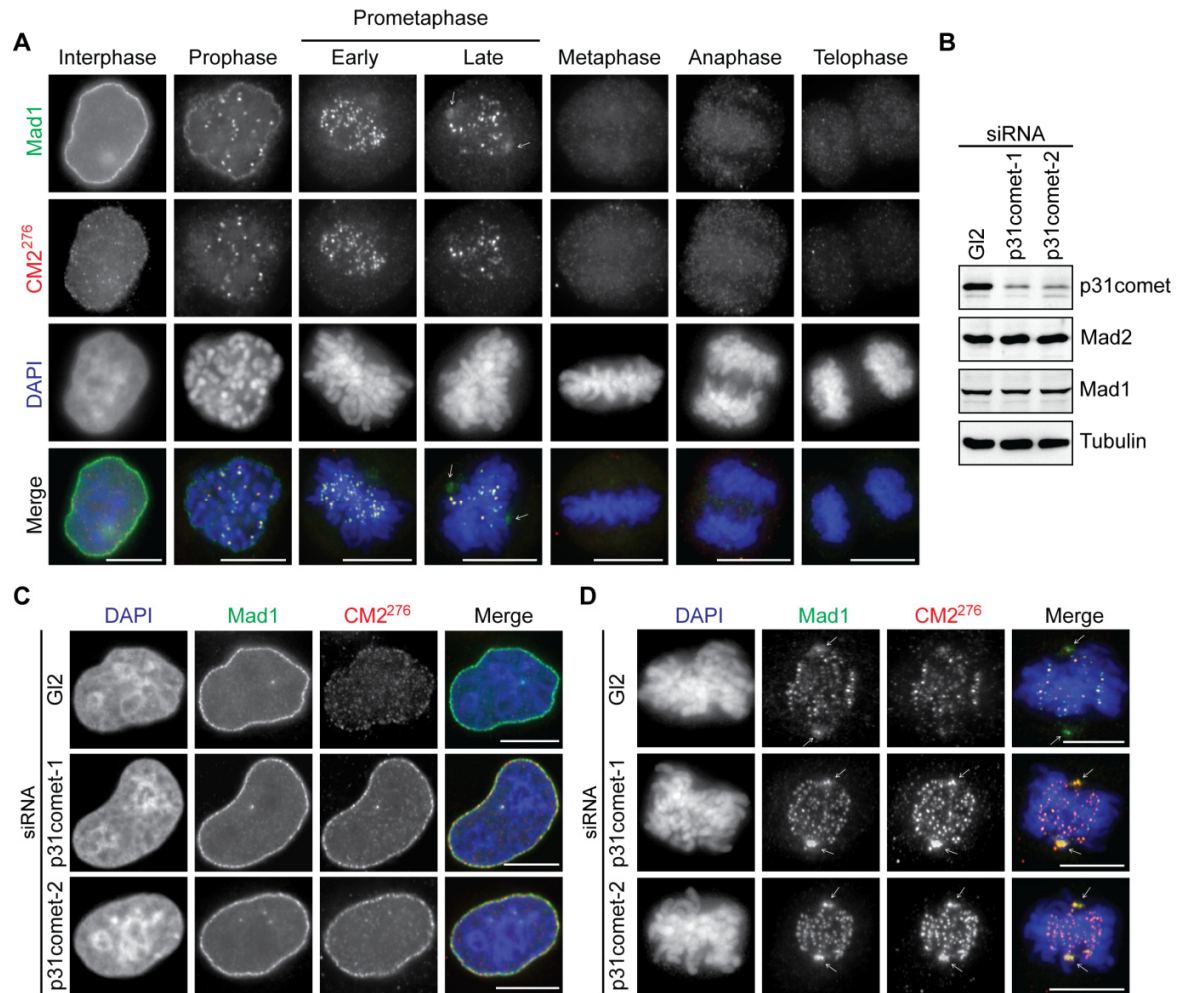 A
Prometaphase
Interphase Prophase Early Late Metaphase Anaphase Telophase
Mad1
CM2²⁷⁶
DAPI
Merge
B
siRNA
Gl2 p31comet-1 p31comet-2
p31comet
Mad2
Mad1
Tubulin
C
DAPI Mad1 CM2²⁷⁶ Merge
siRNA
Gl2
p31comet-1
p31comet-2
D
DAPI Mad1 CM2²⁷⁶ Merge
siRNA
Gl2
p31comet-1
p31comet-2